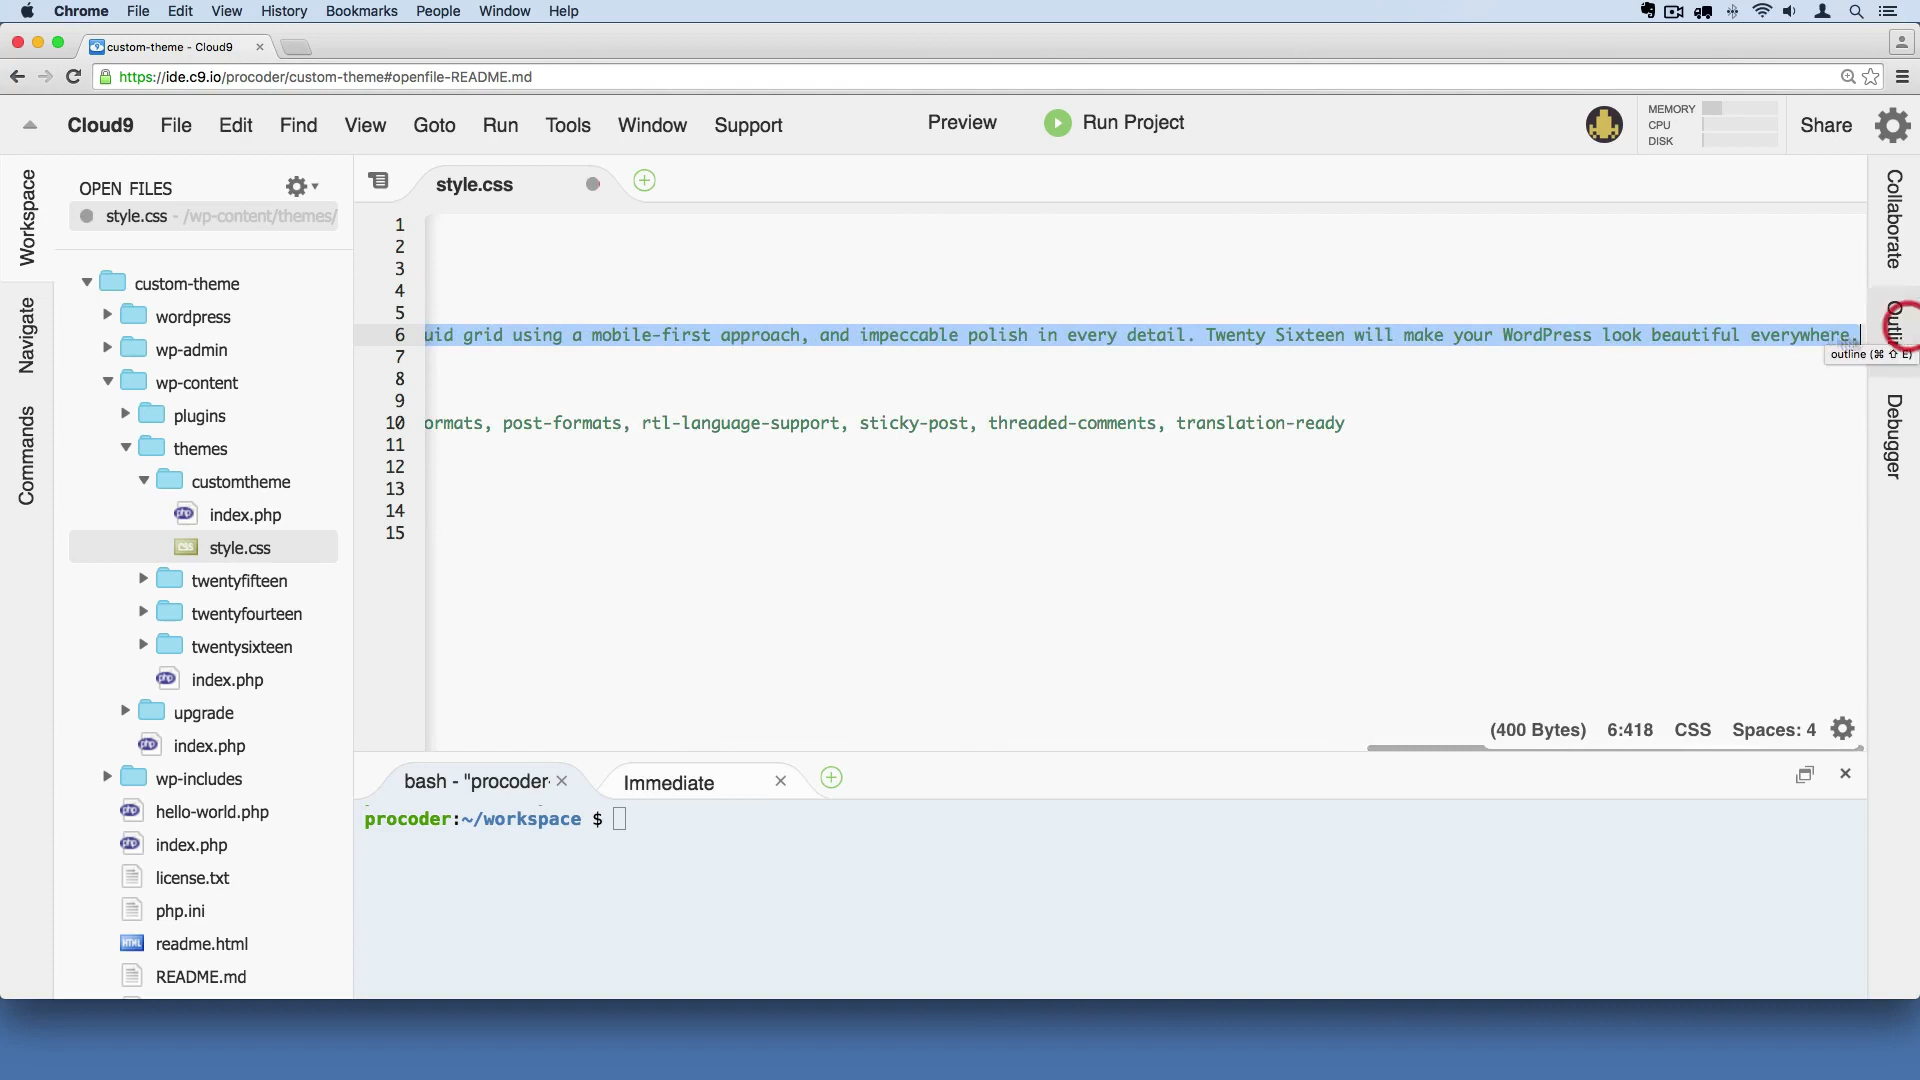 Chrome File Edit View History Bookmarks People Window Help
custom-theme - Cloud9
https://ide.c9.io/procoder/custom-theme#openfile-README.md
Cloud9 File Edit Find View Goto Run Tools Window Support Preview Run Project MEMORY CPU DISK Share
Workspace
Navigate
Commands
OPEN FILES
style.css - /wp-content/themes/
custom-theme
wordpress
wp-admin
wp-content
plugins
themes
customtheme
index.php
style.css
twentyfifteen
twentyfourteen
twentysixteen
index.php
upgrade
index.php
wp-includes
hello-world.php
index.php
license.txt
php.ini
readme.html
README.md
style.css
1
2
3
4
5
6 uid grid using a mobile-first approach, and impeccable polish in every detail. Twenty Sixteen will make your WordPress look beautiful everywhere.
7
8
9
10 ormats, post-formats, rtl-language-support, sticky-post, threaded-comments, translation-ready
11
12
13
14
15
(400 Bytes) 6:418 CSS Spaces: 4
bash - "procoder-
Immediate
procoder:~/workspace $
Collaborate
Outli
outline (⌘ ⇧ E)
Debugger